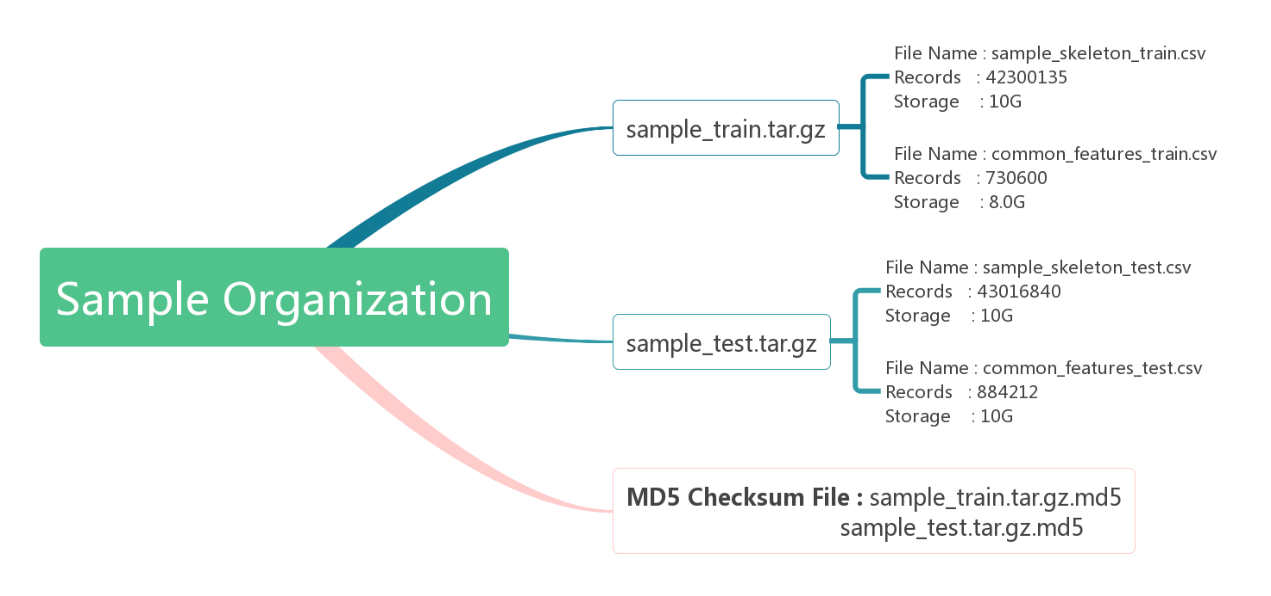 Sample Organization
sample_train.tar.gz
File Name : sample_skeleton_train.csv
Records : 42300135
Storage : 10G
File Name : common_features_train.csv
Records : 730600
Storage : 8.0G
sample_test.tar.gz
File Name : sample_skeleton_test.csv
Records : 43016840
Storage : 10G
File Name : common_features_test.csv
Records : 884212
Storage : 10G
MD5 Checksum File : sample_train.tar.gz.md5
sample_test.tar.gz.md5